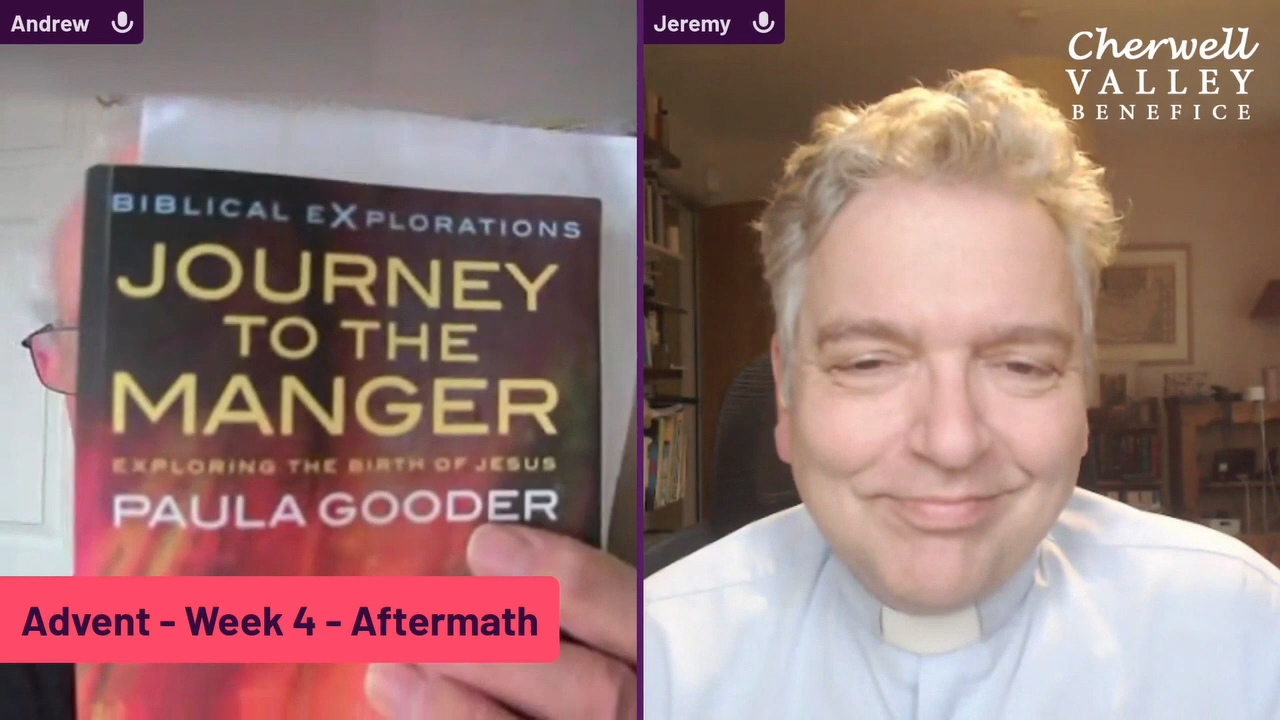 Andrew
Jeremy
Cherwell
VALLEY
BENEFICE
BIBLICAL EXPLORATIONS
JOURNEY
TO THE
MANGER
EXPLORING THE BIRTH OF JESUS
PAULA GOODER
Advent - Week 4 - Aftermath